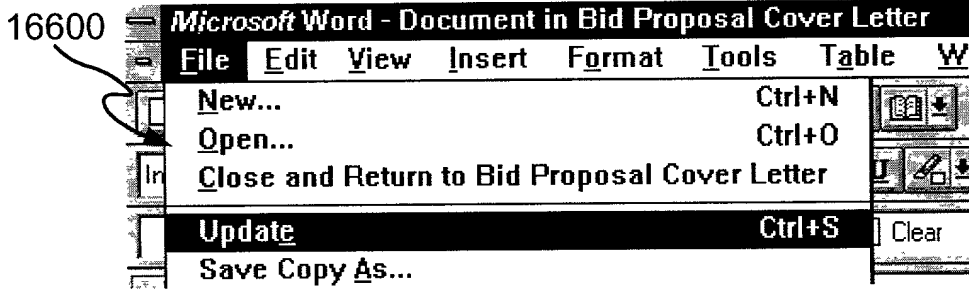 16600
Microsoft Word - Document in Bid Proposal Cover Letter
File Edit View Insert Format Tools Table W
New... Ctrl+N
Open... Ctrl+O
In
Close and Return to Bid Proposal Cover Letter U
Update Ctrl+S Clear
Save Copy As...